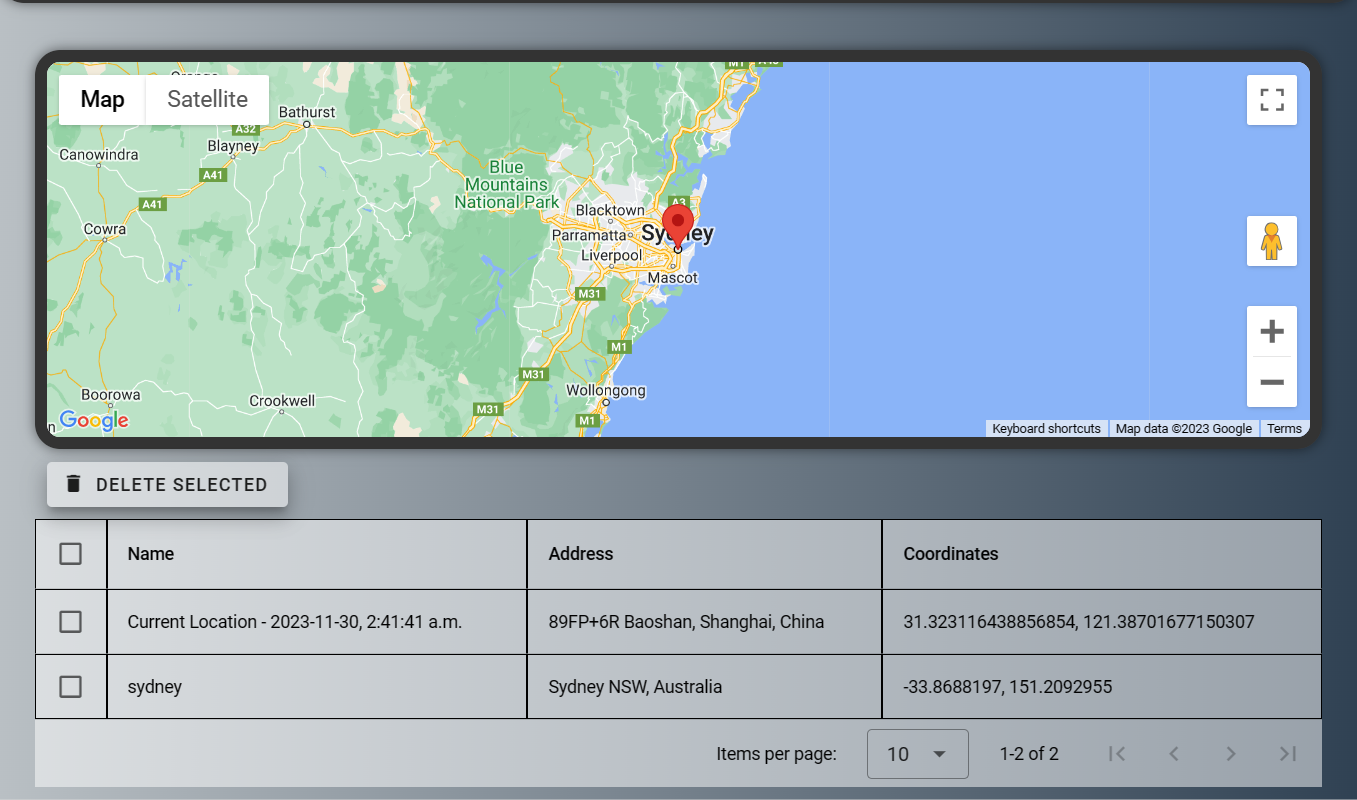 M1
Map
Satellite
Bathurst
A32
Blayney
Canowindra
A41
Blue
Mountains
National Park
A41
A3
Blacktown
Cowra
Parramatta
Sydney
Liverpool
Mascot
M31
M1
M31
Wollongong
Boorowa
Crookwell
M31
M1
Google
Keyboard shortcuts
Map data ©2023 Google
Terms
DELETE SELECTED
Name
Address
Coordinates
Current Location - 2023-11-30, 2:41:41 a.m.
89FP+6R Baoshan, Shanghai, China
31.323116438856854, 121.38701677150307
sydney
Sydney NSW, Australia
-33.8688197, 151.2092955
Items per page:
10
1-2 of 2